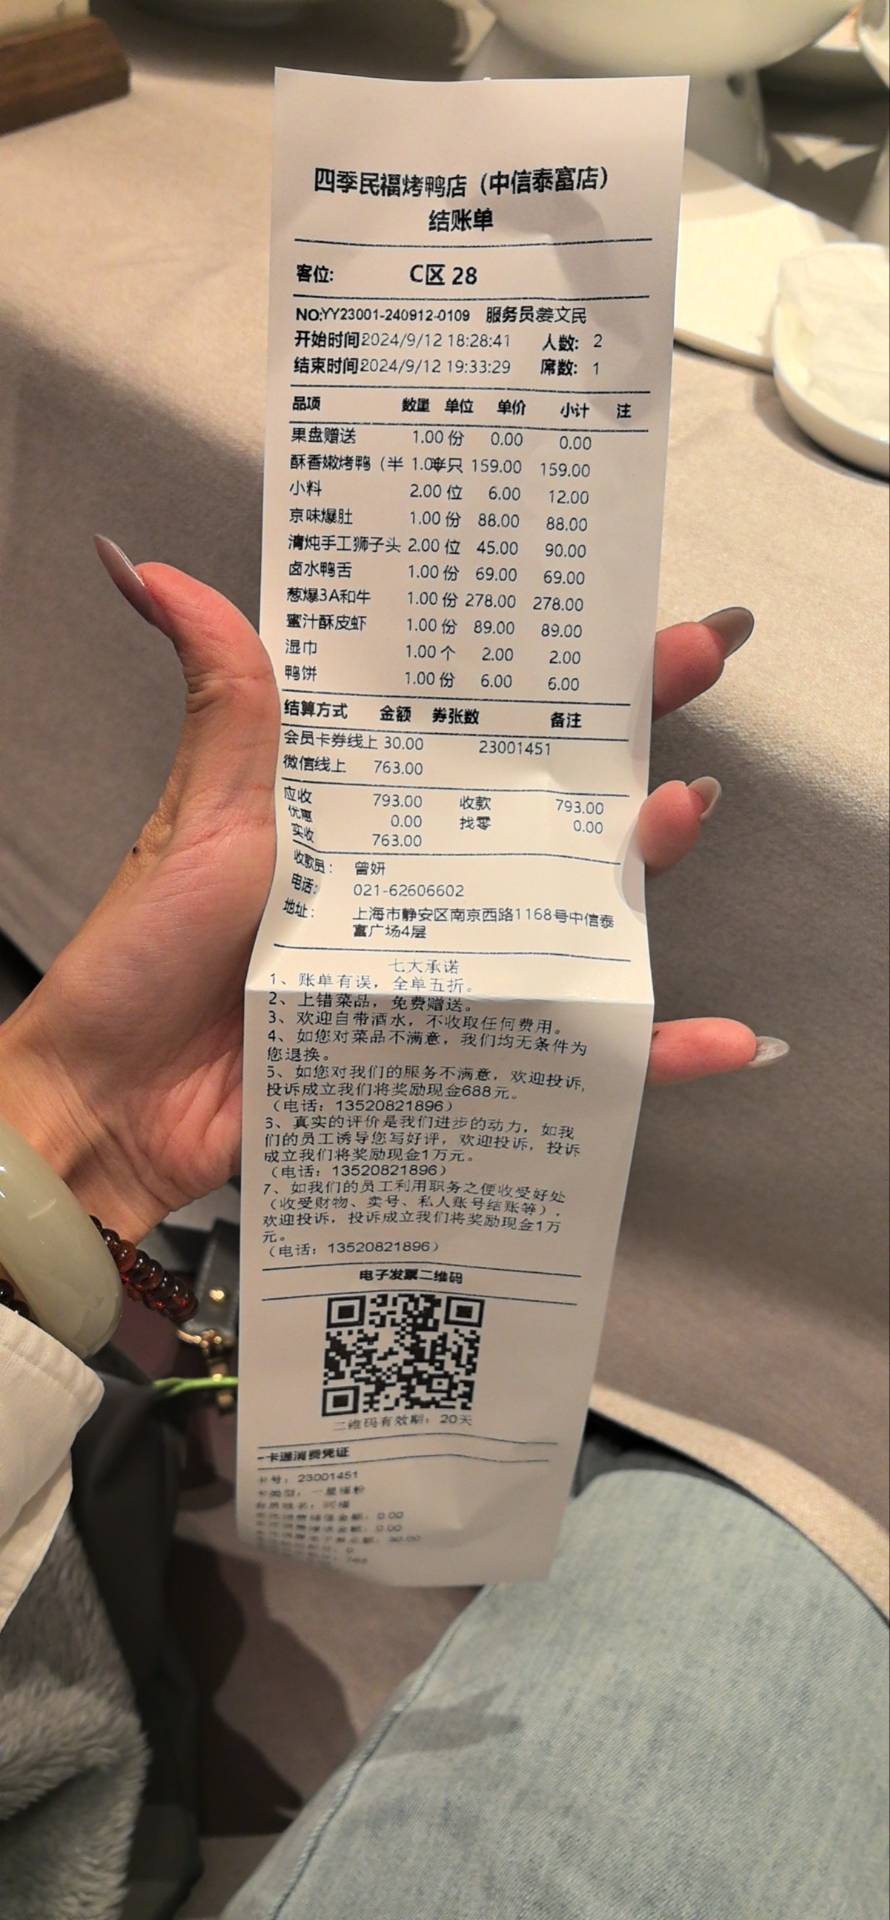 四季民福烤鸭店（中信泰富店）
结账单
客位: C区 28
NO:YY23001-240912-0109 服务员姜文民
开始时间2024/9/12 18:28:41 人数: 2
结束时间2024/9/12 19:33:29 席数: 1
品项 数量 单位 单价 小计 注
果盘赠送 1.00 份 0.00 0.00
酥香嫩烤鸭（半 1.00 半只 159.00 159.00
小料 2.00 位 6.00 12.00
京味爆肚 1.00 份 88.00 88.00
清炖手工狮子头 2.00 位 45.00 90.00
卤水鸭舌 1.00 份 69.00 69.00
葱爆3A和牛 1.00 份 278.00 278.00
蜜汁酥皮虾 1.00 份 89.00 89.00
湿巾 1.00 个 2.00 2.00
鸭饼 1.00 份 6.00 6.00
结算方式 金额 券张数 备注
会员卡券线上 30.00 23001451
微信线上 763.00
应收 793.00 收款 793.00
优惠 0.00 找零 0.00
实收 763.00
收款员: 曾妍
电话: 021-62606602
地址: 上海市静安区南京西路1168号中信泰
富广场4层
七大承诺
1、账单有误，全单五折。
2、上错菜品，免费赠送。
3、欢迎自带酒水，不收取任何费用。
4、如您对菜品不满意，我们均无条件为
您退换。
5、如您对我们的服务不满意，欢迎投诉，
投诉成立我们将奖励现金688元。
（电话：13520821896）
6、真实的评价是我们进步的动力，如我
们的员工诱导您写好评，欢迎投诉，投诉
成立我们将奖励现金1万元。
（电话：13520821896）
7、如我们的员工利用职务之便收受好处
（收受财物、卖号、私人账号结账等），
欢迎投诉，投诉成立我们将奖励现金1万
元。
（电话：13520821896）
电子发票二维码
二维码有效期：20天
一卡通消费凭证
卡号：23001451